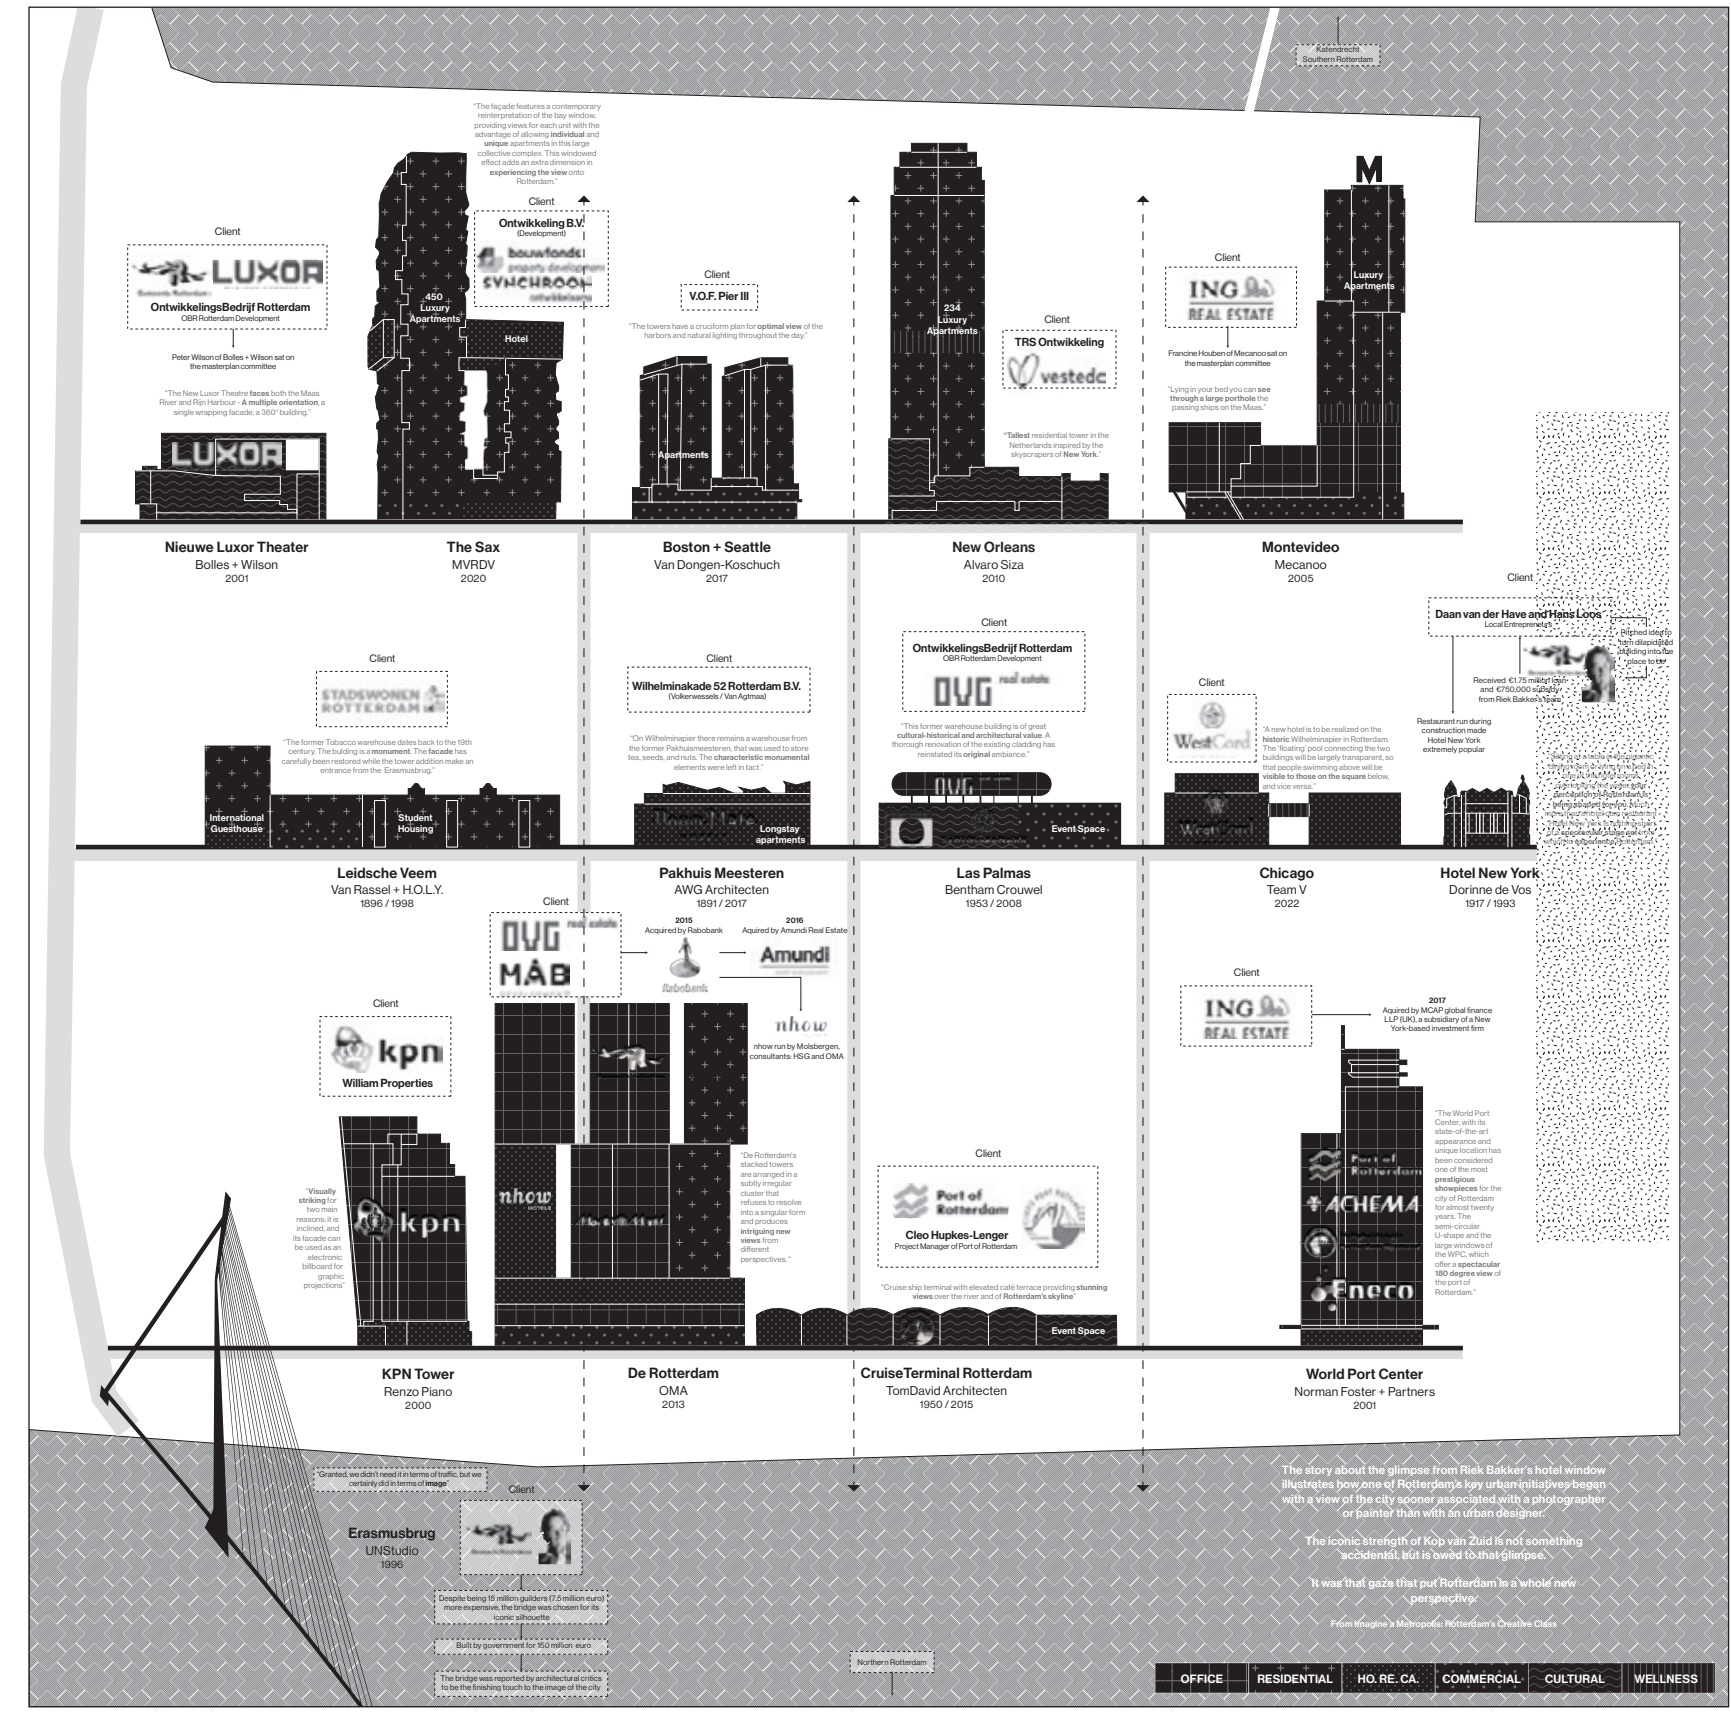 Katendrecht
Southern Rotterdam
"The façade features a contemporary
reinterpretation of the bay window,
providing views for each unit with the
advantage of allowing individual and
unique apartments in this large
collective complex. This windowed
effect adds an extra dimension in
experiencing the view onto
Rotterdam."
Client
LUXOR
OntwikkelingsBedrijf Rotterdam
OBR Rotterdam Development
Peter Wilson of Bolles + Wilson sat on
the masterplan committee
"The New Luxor Theatre faces both the Maas
River and Rijn Harbour - A multiple orientation, a
single wrapping facade, a 360° building."
LUXOR
Client
Ontwikkeling B.V.
(Development)
bouwfonds
property development
SYNCHROON
ontwikkelaars
450
Luxury
Apartments
Hotel
Client
V.O.F. Pier III
"The towers have a cruciform plan for optimal view of the
harbors and natural lighting throughout the day."
Apartments
234
Luxury
Apartments
Client
TRS Ontwikkeling
vesteda
"Tallest residential tower in the
Netherlands inspired by the
skyscrapers of New York."
Client
ING
REAL ESTATE
Francine Houben of Mecanoo sat on
the masterplan committee
"Lying in your bed you can see
through a large porthole the
passing ships on the Maas."
M
Luxury
Apartments
Nieuwe Luxor Theater
Bolles + Wilson
2001
The Sax
MVRDV
2020
Boston + Seattle
Van Dongen-Koschuch
2017
New Orleans
Alvaro Siza
2010
Montevideo
Mecanoo
2005
Client
STADSWONEN
ROTTERDAM
"The former Tobacco warehouse dates back to the 19th
century. The bulding is a monument. The facade has
carefully been restored while the tower addition make an
entrance from the Erasmusbrug."
International
Guesthouse
Student
Housing
Client
Wilhelminakade 52 Rotterdam B.V.
(Volkerwessels / Van Agtmaa)
"On Wilhelminapier there remains a warehouse from
the former Pakhuismeesteren, that was used to store
tea, seeds, and nuts. The characteristic monumental
elements were left in tact."
Room Mate
Longstay
apartments
Client
OntwikkelingsBedrijf Rotterdam
OBR Rotterdam Development
OVG real estate
"This former warehouse building is of great
cultural-historical and architectural value. A
thorough renovation of the existing cladding has
reinstated its original ambiance."
OVG
Event Space
Client
WestCord
"A new hotel is to be realized on the
historic Wilhelminapier in Rotterdam.
The 'floating' pool connecting the two
buildings will be largely transparent, so
that people swimming above will be
visible to those on the square below,
and vice versa."
WestCord
Client
Daan van der Have and Hans Loos
Local Entrepreneurs
Pitched idea to
turn dilapidated
building into the
place to be
Received €1.75 million loan
and €750,000 subsidy
from Riek Bakker's team
Restaurant run during
construction made
Hotel New York
extremely popular
Leidsche Veem
Van Rassel + H.O.L.Y.
1896 / 1998
Pakhuis Meesteren
AWG Architecten
1891 / 2017
Las Palmas
Bentham Crouwel
1953 / 2008
Chicago
Team V
2022
Hotel New York
Dorinne de Vos
1917 / 1993
Client
OVG real estate
MAB
DEVELOPMENT
2015
Acquired by Rabobank
Rabobank
2016
Aquired by Amundi Real Estate
Amundi
nhow
nhow run by Molsbergen,
consultants: HSG and OMA
Client
kpn
William Properties
"Visually
striking for
two main
reasons: it is
inclined, and
its facade can
be used as an
electronic
billboard for
graphic
projections"
kpn
nhow
HOTELS
"De Rotterdam's
stacked towers
are arranged in a
subtly irregular
cluster that
refuses to resolve
into a singular form
and produces
intriguing new
views from
different
perspectives. "
Client
Port of
Rotterdam
Cleo Hupkes-Lenger
Project Manager of Port of Rotterdam
"Cruise ship terminal with elevated café terrace providing stunning
views over the river and of Rotterdam's skyline"
Event Space
Client
ING
REAL ESTATE
2017
Aquired by MCAP global finance
LLP (UK), a subsidiary of a New
York-based investment firm
Port of
Rotterdam
ACHEMA
Eneco
"The World Port
Center, with its
state-of-the-art
appearance and
unique location has
been considered
one of the most
prestigious
showpieces for the
city of Rotterdam
for almost twenty
years. The
semi-circular
U-shape and the
large windows of
the WPC, which
offer a spectacular
180 degree view of
the port of
Rotterdam."
KPN Tower
Renzo Piano
2000
De Rotterdam
OMA
2013
CruiseTerminal Rotterdam
TomDavid Architecten
1950 / 2015
World Port Center
Norman Foster + Partners
2001
"Granted, we didn't need it in terms of traffic, but we
certainly did in terms of image"
Client
Erasmusbrug
UNStudio
1996
Despite being 15 million guilders (7.5 million euro)
more expensive, the bridge was chosen for its
iconic silhouette
Built by government for 150 million euro
The bridge was reported by architectural critics
to be the finishing touch to the image of the city
Northern Rotterdam
The story about the glimpse from Riek Bakker's hotel window
illustrates how one of Rotterdam's key urban initiatives began
with a view of the city sooner associated with a photographer
or painter than with an urban designer.
The iconic strength of Kop van Zuid is not something
accidental, but is owed to that glimpse.
It was that gaze that put Rotterdam in a whole new
perspective.
From Imagine a Metropolis: Rotterdam's Creative Class
OFFICE
RESIDENTIAL
HO. RE. CA.
COMMERCIAL
CULTURAL
WELLNESS